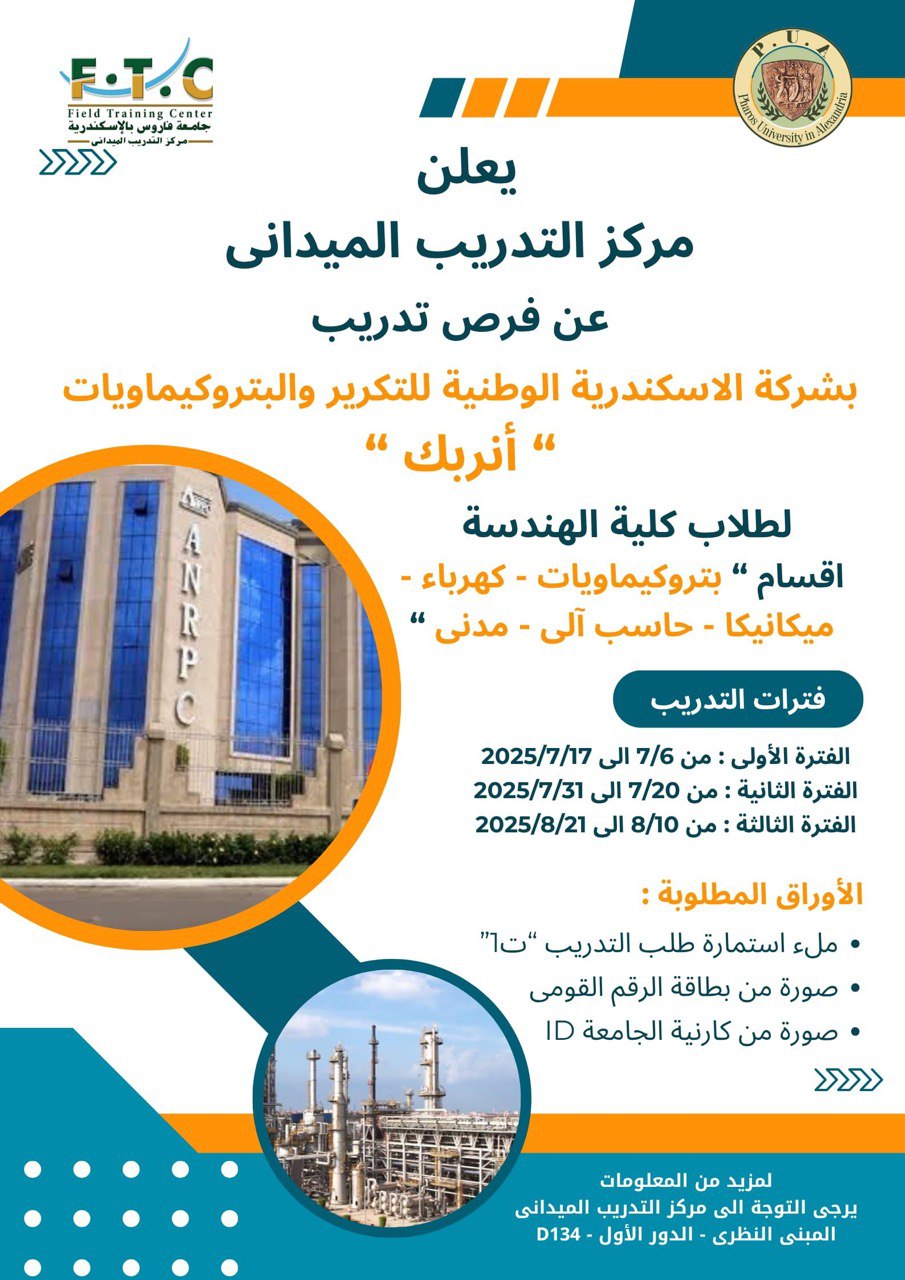 F.T.C
Field Training Center
جامعة فاروس بالإسكندرية
مركز التدريب الميدانى
P.U.A
Pharos University in Alexandria
يعلن
مركز التدريب الميدانى
عن فرص تدريب
بشركة الاسكندرية الوطنية للتكرير والبتروكيماويات
“ أنربك “
لطلاب كلية الهندسة
اقسام “ بتروكيماويات - كهرباء -
ميكانيكا - حاسب آلى - مدنى “
ANRPC
فترات التدريب
الفترة الأولى : من 7/6 الى 2025/7/17
الفترة الثانية : من 7/20 الى 2025/7/31
الفترة الثالثة : من 8/10 الى 2025/8/21
الأوراق المطلوبة :
• ملء استمارة طلب التدريب “ت1”
• صورة من بطاقة الرقم القومى
• صورة من كارنية الجامعة ID
لمزيد من المعلومات
يرجى التوجة الى مركز التدريب الميدانى
المبنى النظرى - الدور الأول - D134